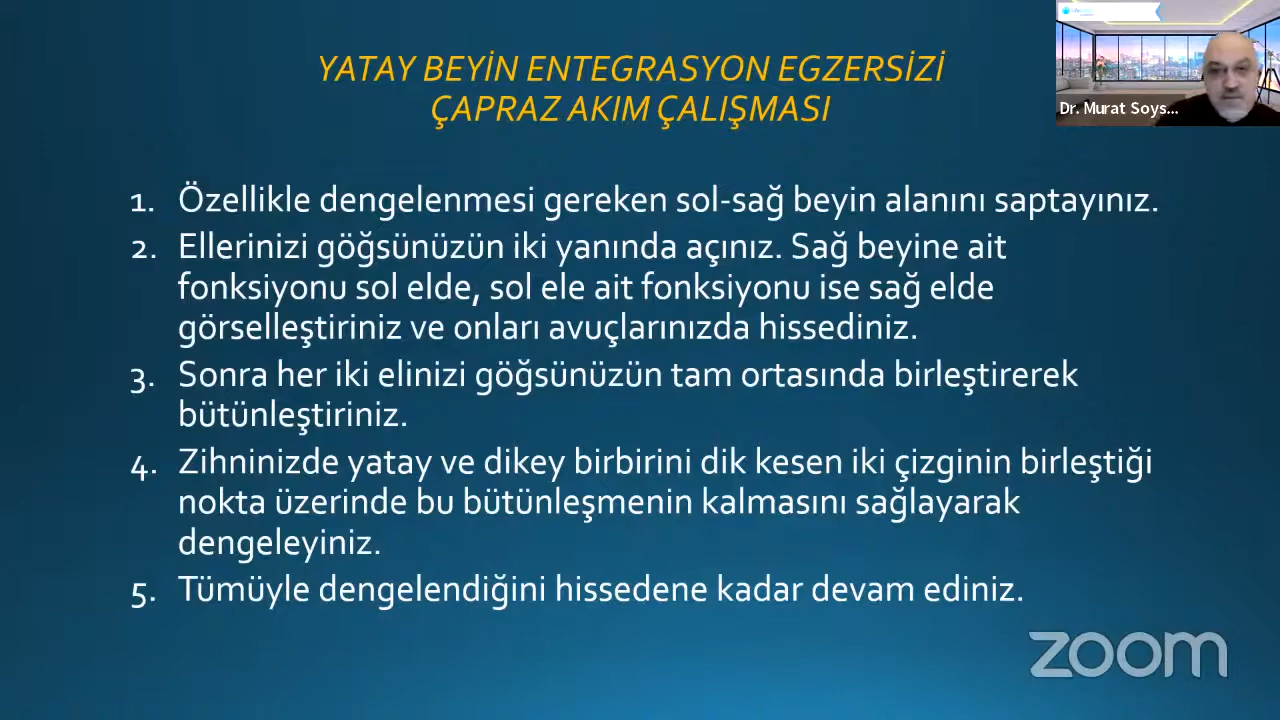 YATAY BEYİN ENTEGRASYON EGZERSİZİ
ÇAPRAZ AKIM ÇALIŞMASI
Dr. Murat Soys...
1. Özellikle dengelenmesi gereken sol-sağ beyin alanını saptayınız.
2. Ellerinizi göğsünüzün iki yanında açınız. Sağ beyine ait
fonksiyonu sol elde, sol ele ait fonksiyonu ise sağ elde
görselleştiriniz ve onları avuçlarınızda hissediniz.
3. Sonra her iki elinizi göğsünüzün tam ortasında birleştirerek
bütünleştiriniz.
4. Zihninizde yatay ve dikey birbirini dik kesen iki çizginin birleştiği
nokta üzerinde bu bütünleşmenin kalmasını sağlayarak
dengeleyiniz.
5. Tümüyle dengelendiğini hissedene kadar devam ediniz.
zoom